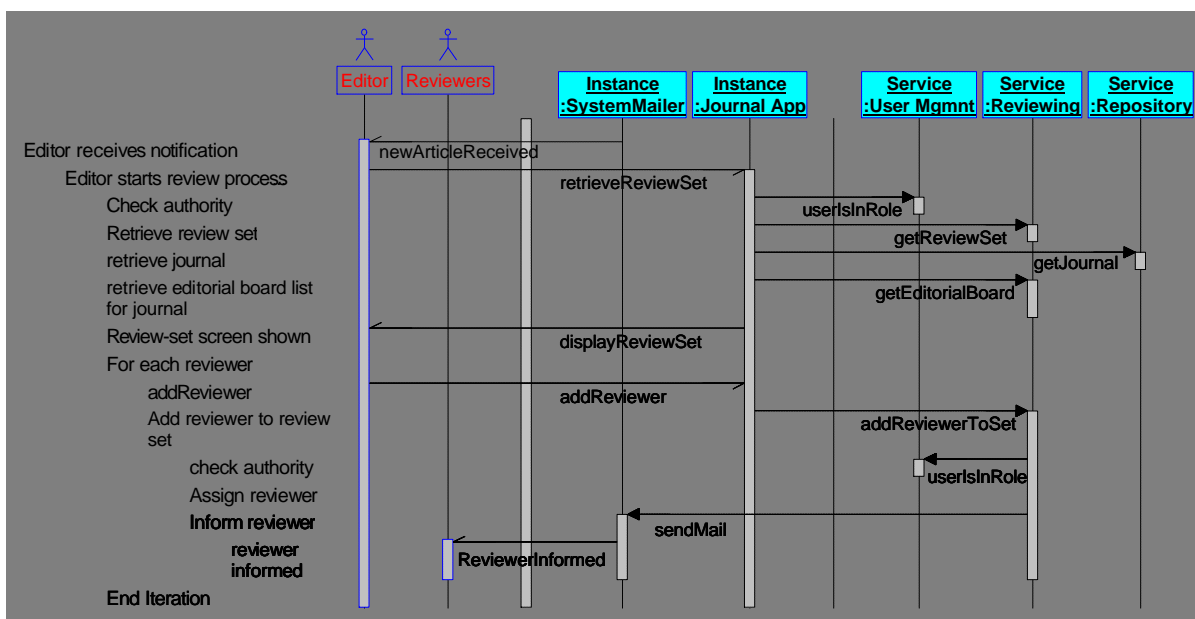 Editor
Reviewers
Instance
:SystemMailer
Instance
:Journal App
Service
:User Mgmnt
Service
:Reviewing
Service
:Repository
Editor receives notification
newArticleReceived
Editor starts review process
retrieveReviewSet
Check authority
userIsInRole
Retrieve review set
getReviewSet
retrieve journal
getJournal
retrieve editorial board list
for journal
getEditorialBoard
Review-set screen shown
displayReviewSet
For each reviewer
addReviewer
addReviewer
Add reviewer to review
set
addReviewerToSet
check authority
userIsInRole
Assign reviewer
Inform reviewer
sendMail
reviewer
informed
ReviewerInformed
End Iteration